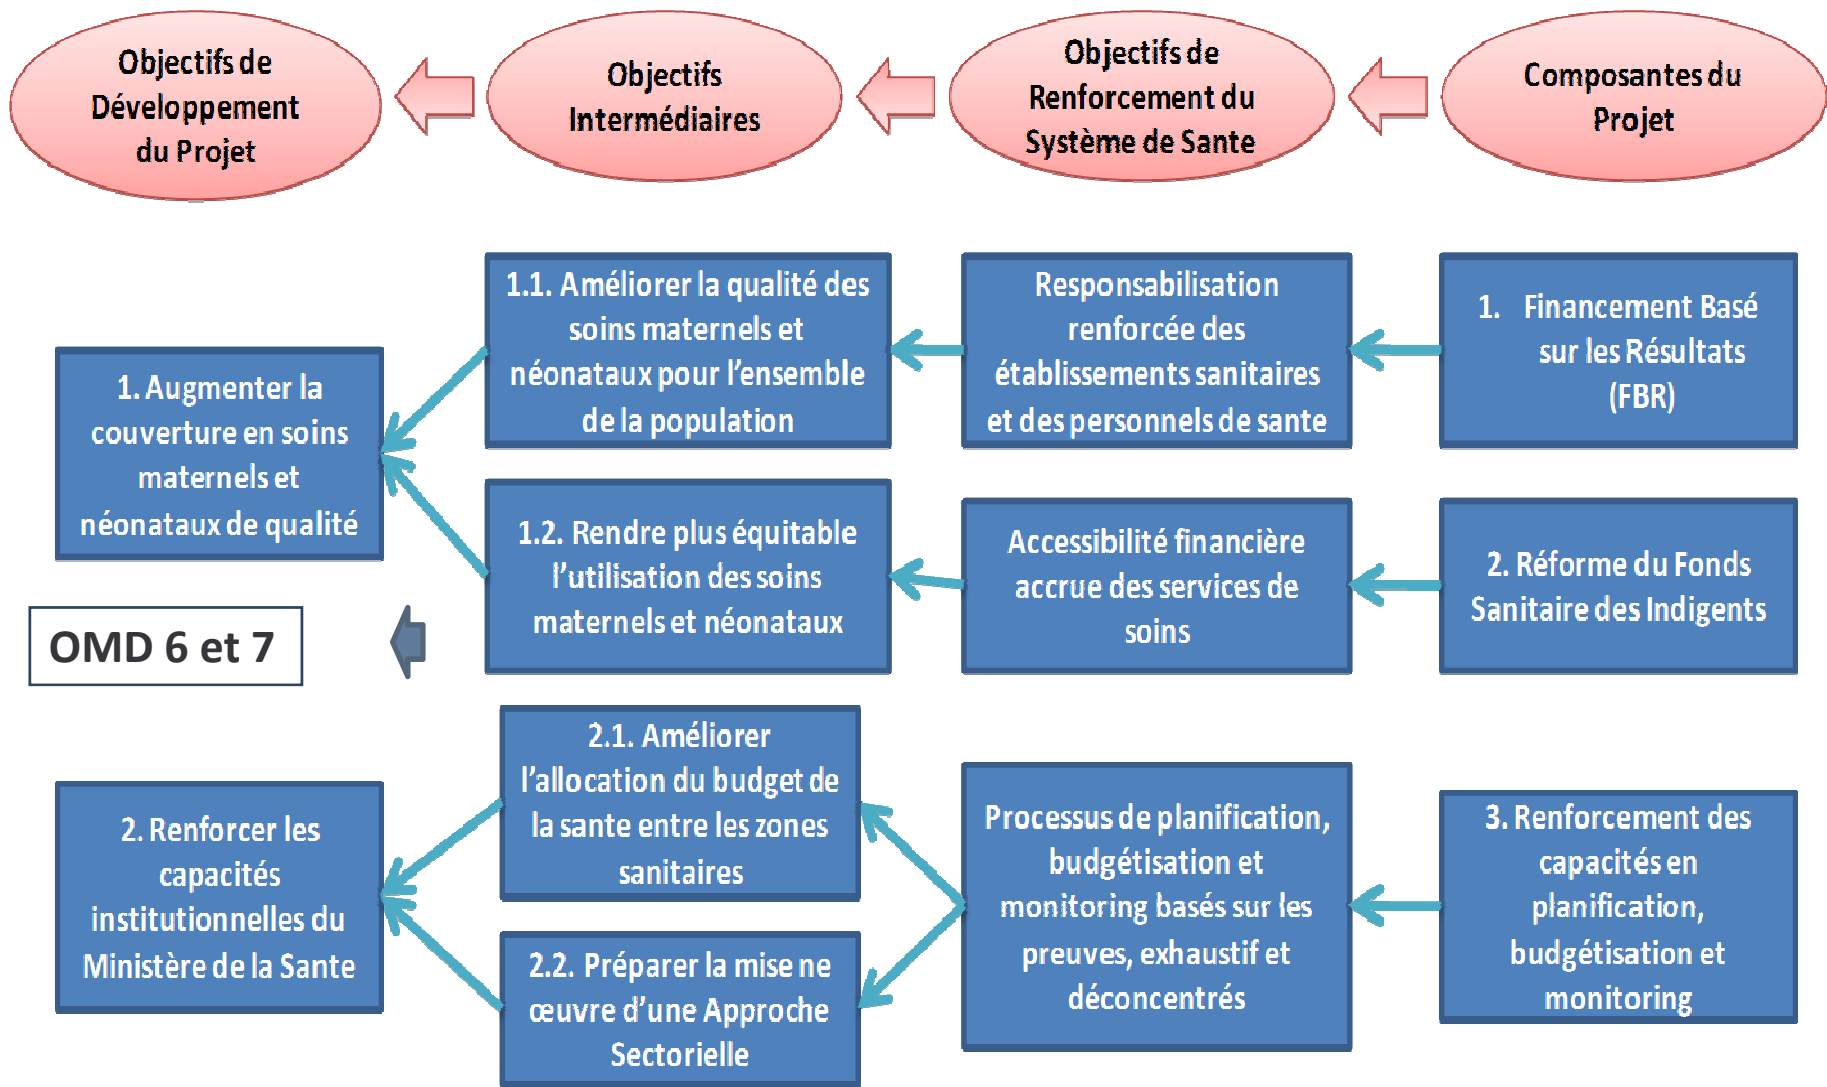 Objectifs de
Développement
du Projet
Objectifs
Intermédiaires
Objectifs de
Renforcement du
Système de Sante
Composantes du
Projet
1. Augmenter la
couverture en soins
maternels et
néonataux de qualité
1.1. Améliorer la qualité des
soins maternels et
néonataux pour l'ensemble
de la population
Responsabilisation
renforcée des
établissements sanitaires
et des personnels de sante
1. Financement Basé
sur les Résultats
(FBR)
1.2. Rendre plus équitable
l'utilisation des soins
maternels et néonataux
Accessibilité financière
accrue des services de
soins
2. Réforme du Fonds
Sanitaire des Indigents
OMD 6 et 7
2. Renforcer les
capacités
institutionnelles du
Ministère de la Sante
2.1. Améliorer
l'allocation du budget de
la sante entre les zones
sanitaires
2.2. Préparer la mise ne
œuvre d'une Approche
Sectorielle
Processus de planification,
budgétisation et
monitoring basés sur les
preuves, exhaustif et
déconcentrés
3. Renforcement des
capacités en
planification,
budgétisation et
monitoring